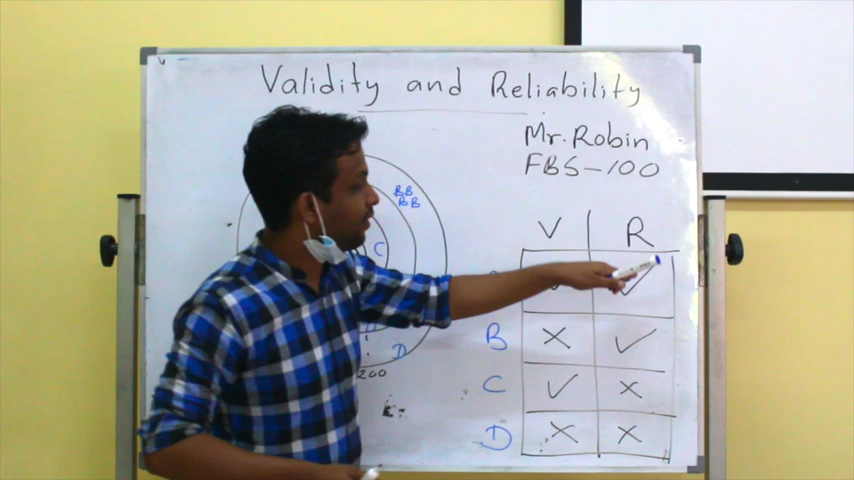 Validity and Reliability
Mr. Robin
FBS-100
BB
BB
C
D
200
V R
✓
B ✗ ✓
C ✓ ✗
D ✗ ✗